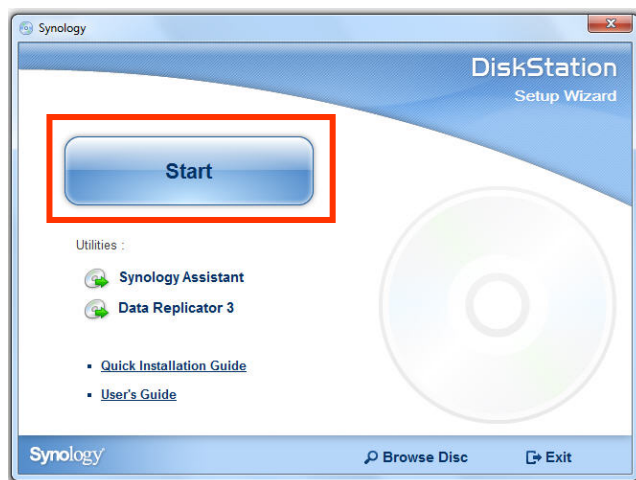 Synology
DiskStation
Setup Wizard
Start
Utilities :
Synology Assistant
Data Replicator 3
Quick Installation Guide
User's Guide
Synology
Browse Disc
Exit